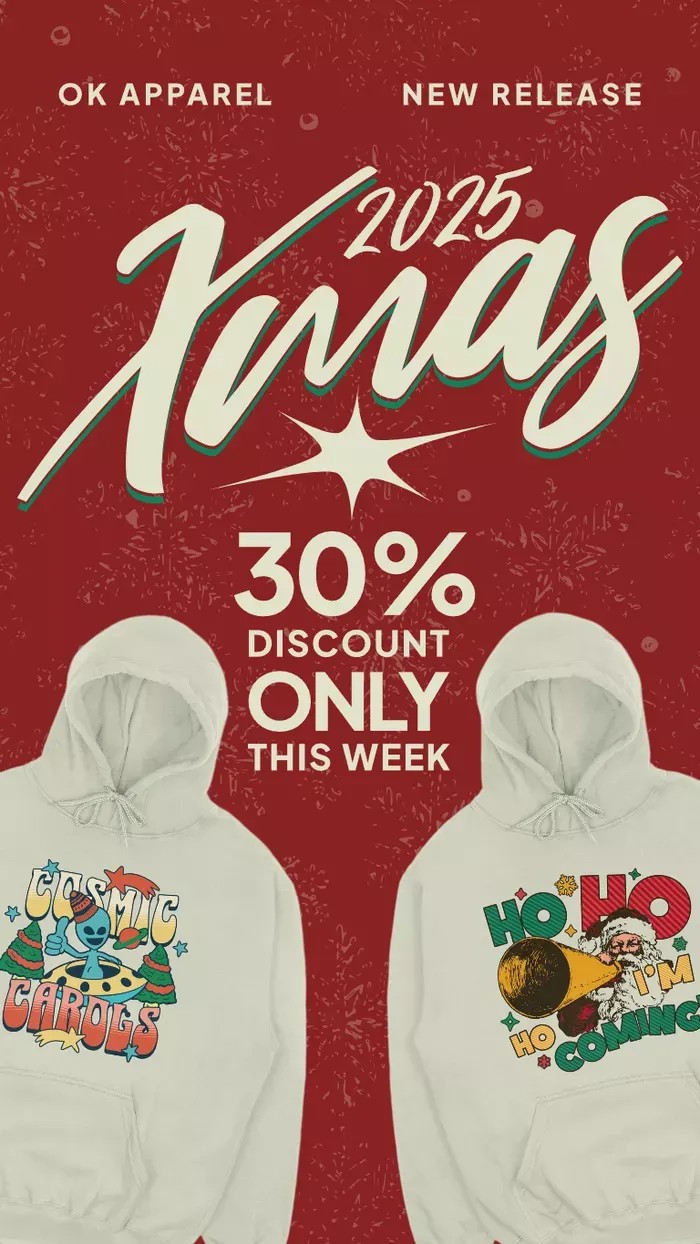 OK APPAREL
NEW RELEASE
2025
Xmas
30%
DISCOUNT
ONLY
THIS WEEK
COSMIC
CAROLS
HO HO
I'M
HO
COMING